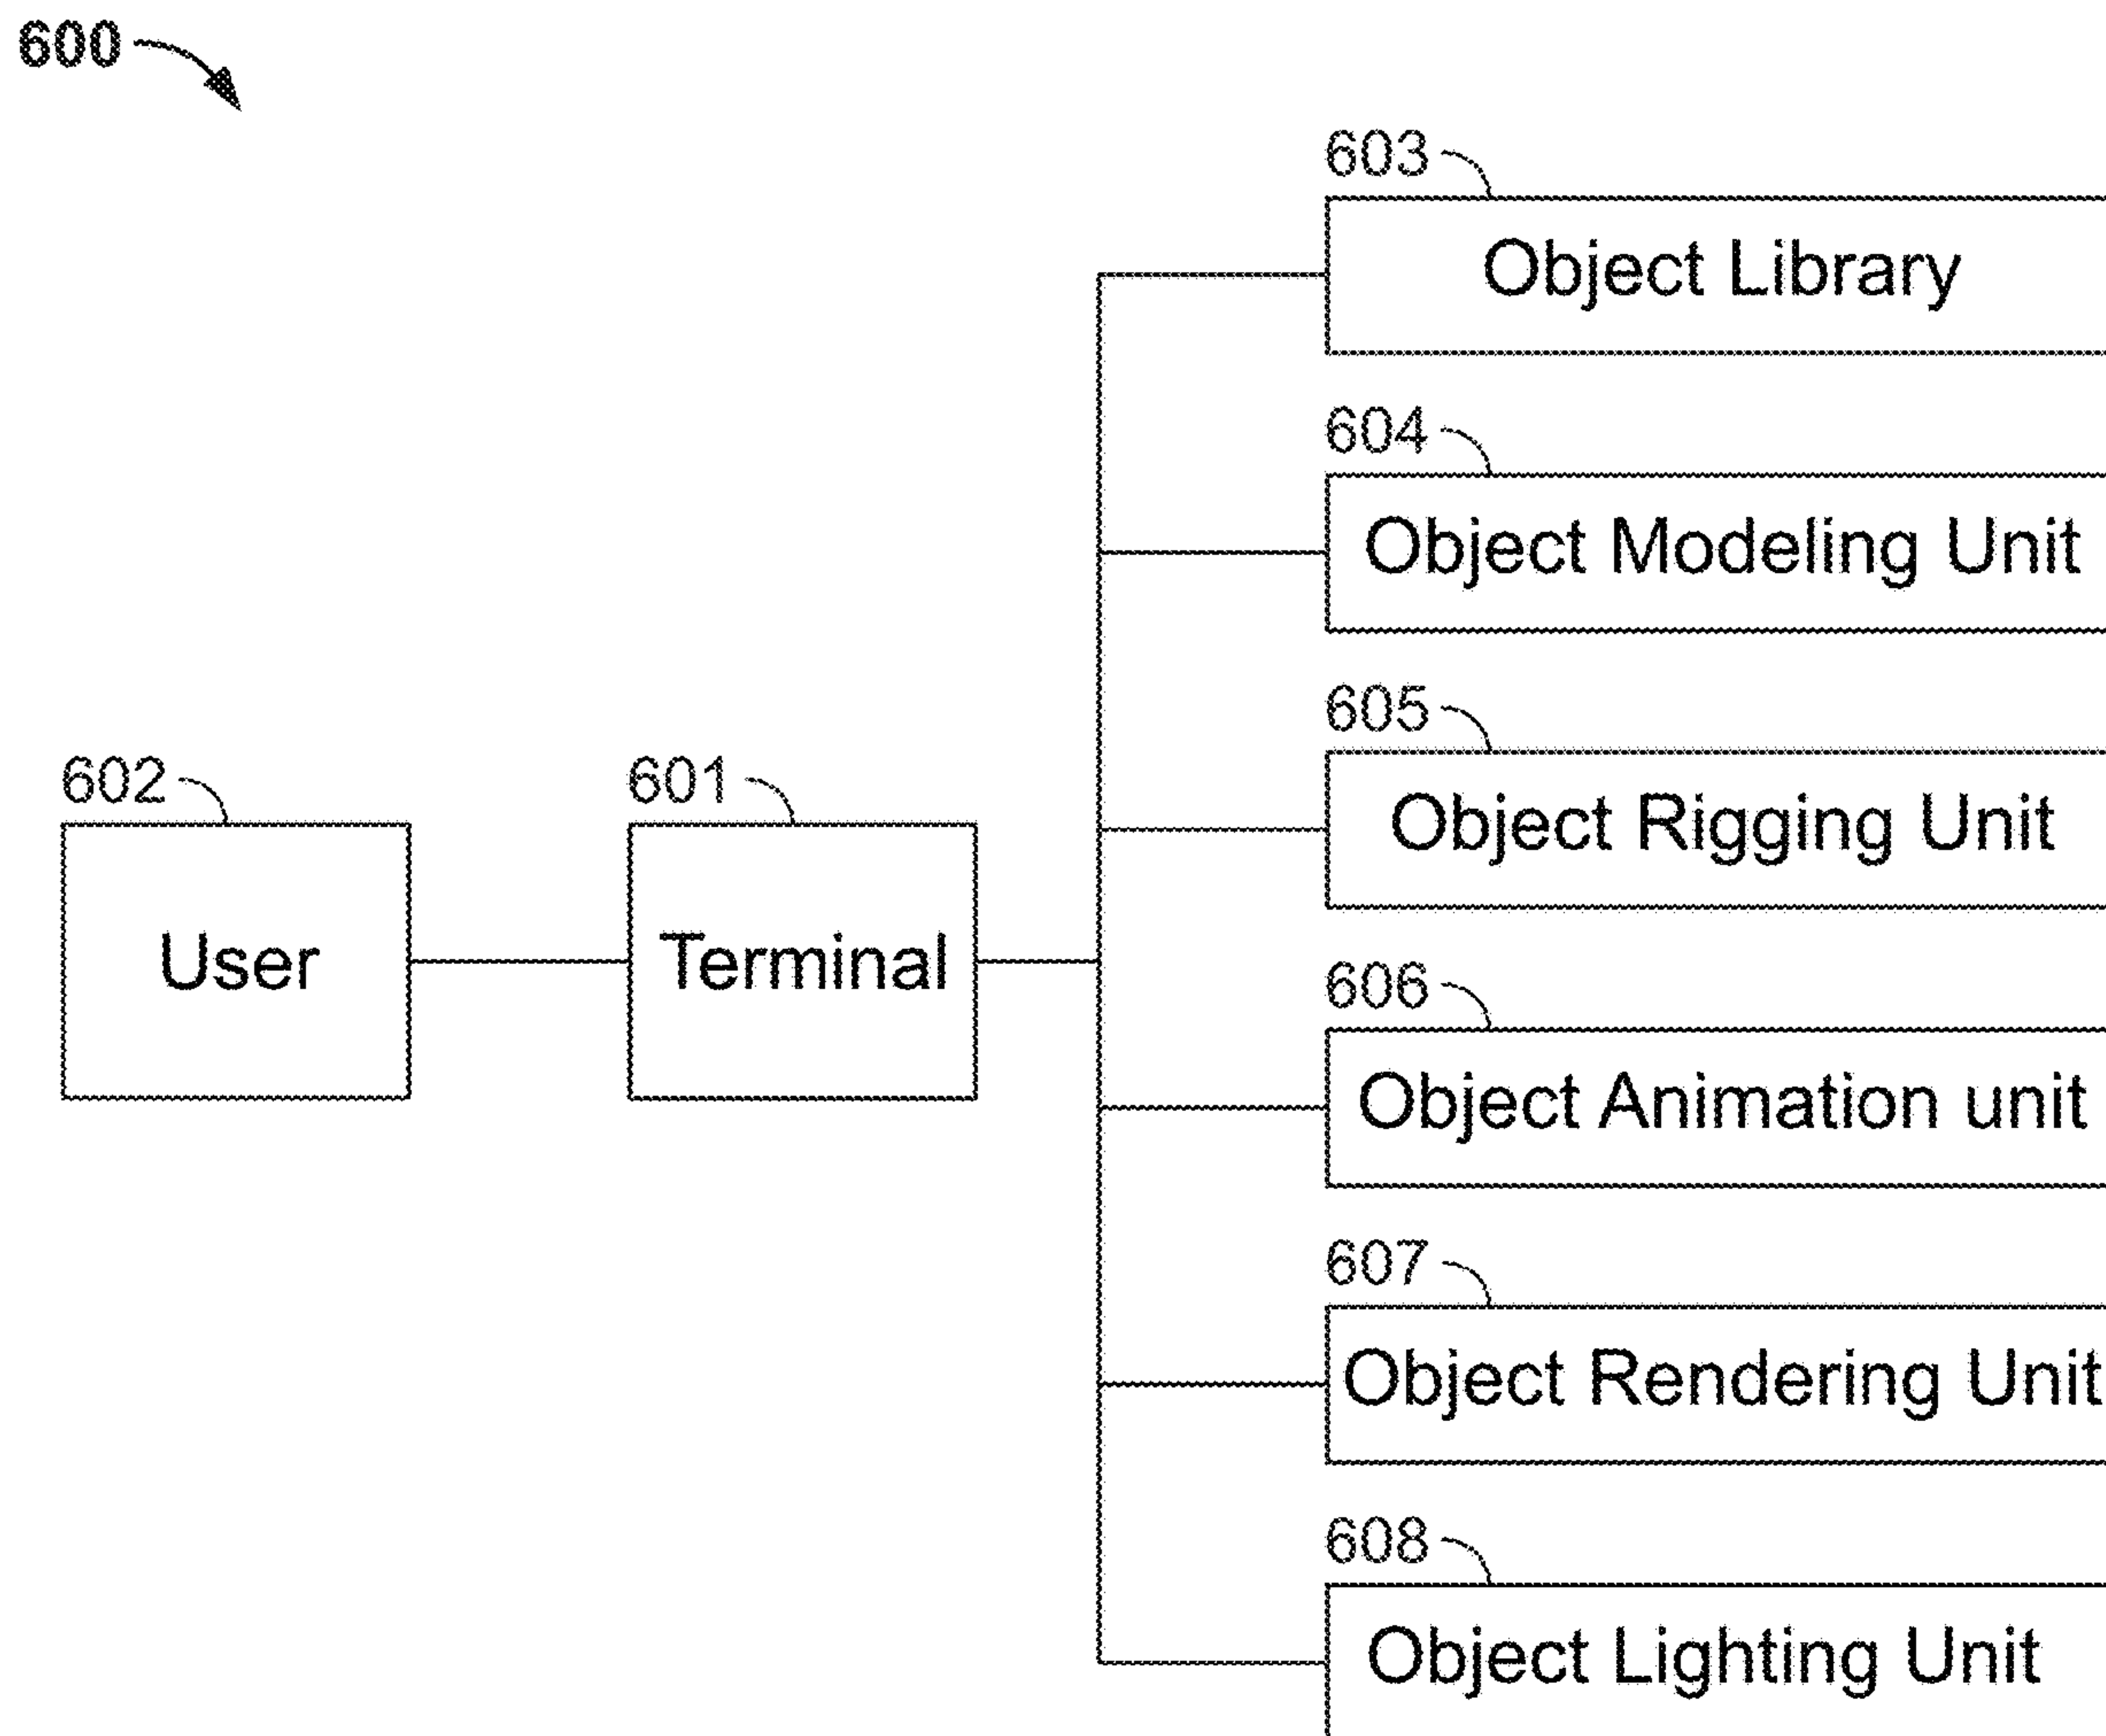 600
603
Object Library
604
Object Modeling Unit
605
Object Rigging Unit
602
601
User
Terminal
606
Object Animation unit
607
Object Rendering Unit
608
Object Lighting Unit